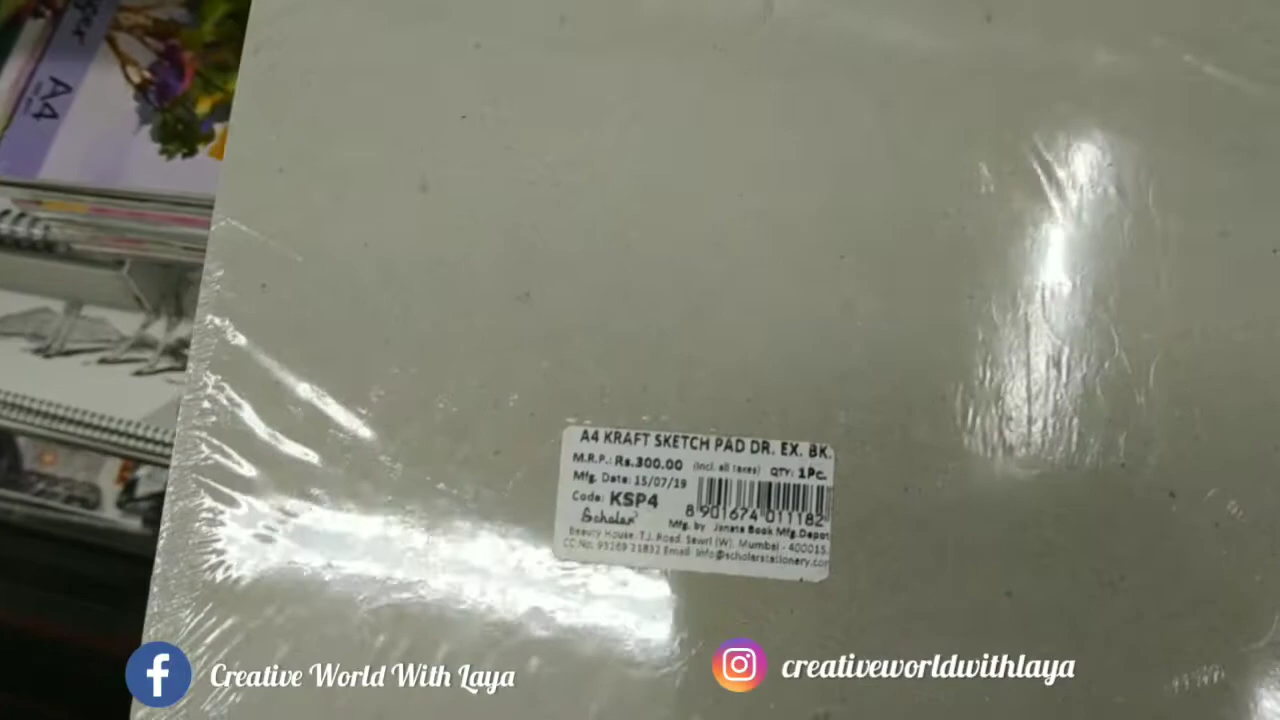 A4
A4 KRAFT SKETCH PAD DR. EX. BK.
M.R.P.: Rs.300.00 (Incl. all taxes) QTY: 1Pc.
Mfg. Date: 15/07/19
Code: KSP4
8 901674 011182
Scholar Mfg. by Janata Book Mfg.Depot
Beauty House, T.J. Road, Sewri (W). Mumbai - 400015.
CC.No: 93269 31832 Email info@scholarstationery.com
Creative World With Laya
creativeworldwithlaya